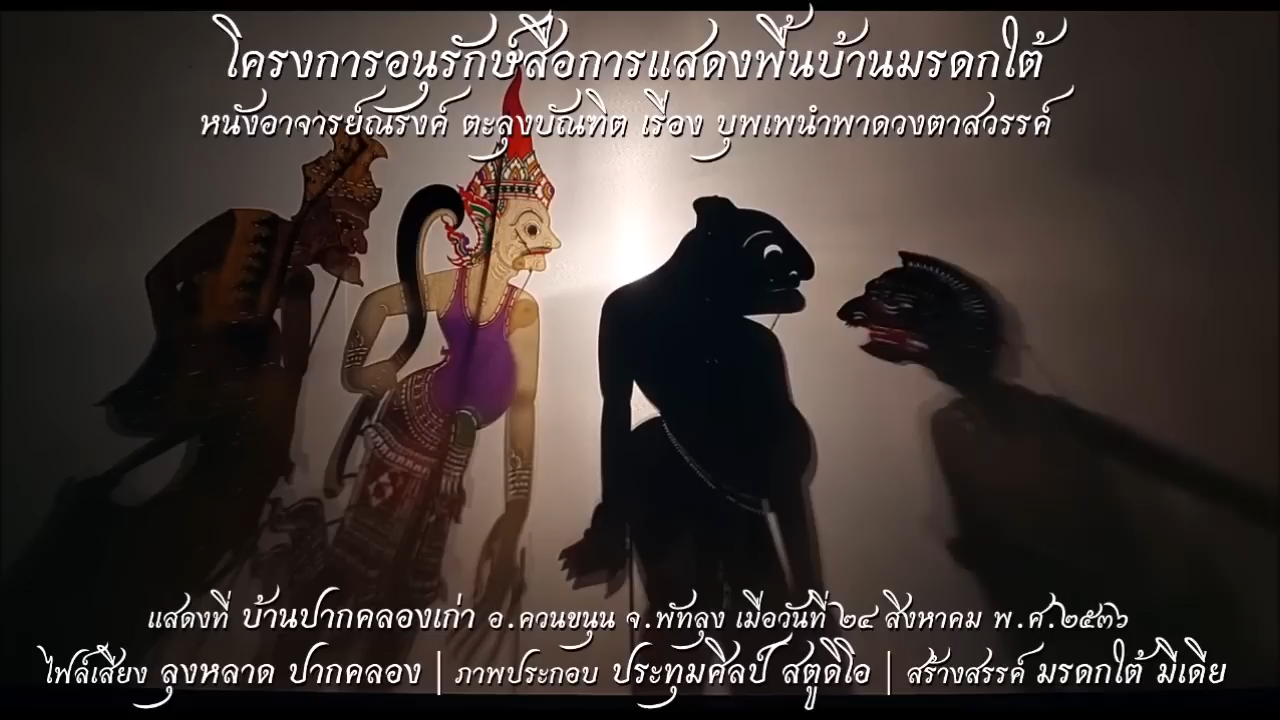 โครงการอนุรักษ์สื่อการแสดงพื้นบ้านมรดกใต้
หนังอาจารย์ณรงค์ ตะลุงบัณฑิต เรื่อง บุพเพนำพาดวงตาสวรรค์
แสดงที่ บ้านปากคลองเก่า อ.ควนขนุน จ.พัทลุง เมื่อวันที่ ๒๔ สิงหาคม พ.ศ.๒๕๓๖
ไฟล์เสียง ลุงหลาด ปากคลอง | ภาพประกอบ ประทุมศิลป์ สตูดิโอ | สร้างสรรค์ มรดกใต้ มีเดีย